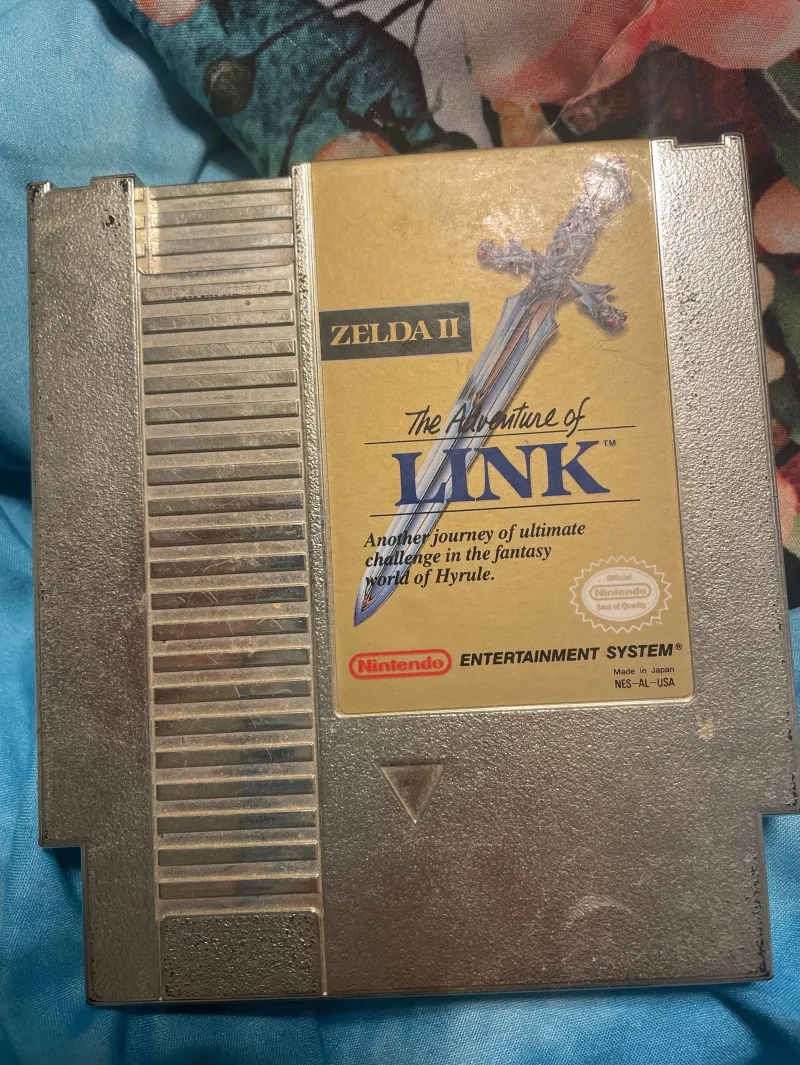 ZELDA II
The Adventure of
LINK™
Another journey of ultimate
challenge in the fantasy
world of Hyrule.
Official
Nintendo
Seal of Quality
Nintendo ENTERTAINMENT SYSTEM®
Made in Japan
NES-AL-USA